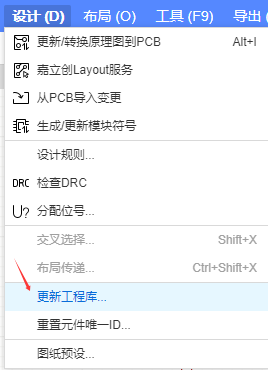 设计 (D) 布局 (O) 工具 (F9) 导出
更新/转换原理图到PCB Alt+I
嘉立创Layout服务
从PCB导入变更
生成/更新模块符号
设计规则...
DRC 检查DRC
U? 分配位号...
交叉选择... Shift+X
布局传递... Ctrl+Shift+X
更新工程库...
重置元件唯一ID...
图纸预设...